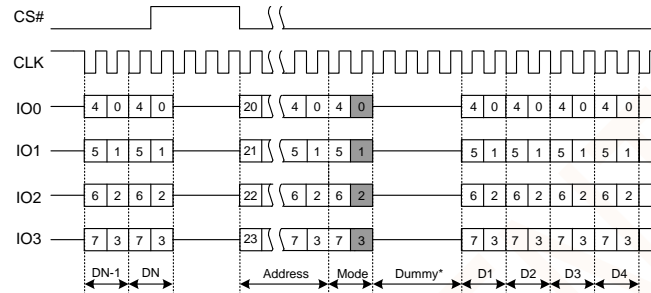 CS#
CLK
IO0 4 0 4 0 20 4 0 4 0 4 0 4 0 4 0 4 0
IO1 5 1 5 1 21 5 1 5 1 5 1 5 1 5 1 5 1
IO2 6 2 6 2 22 6 2 6 2 6 2 6 2 6 2 6 2
IO3 7 3 7 3 23 7 3 7 3 7 3 7 3 7 3 7 3
DN-1 DN Address Mode Dummy* D1 D2 D3 D4